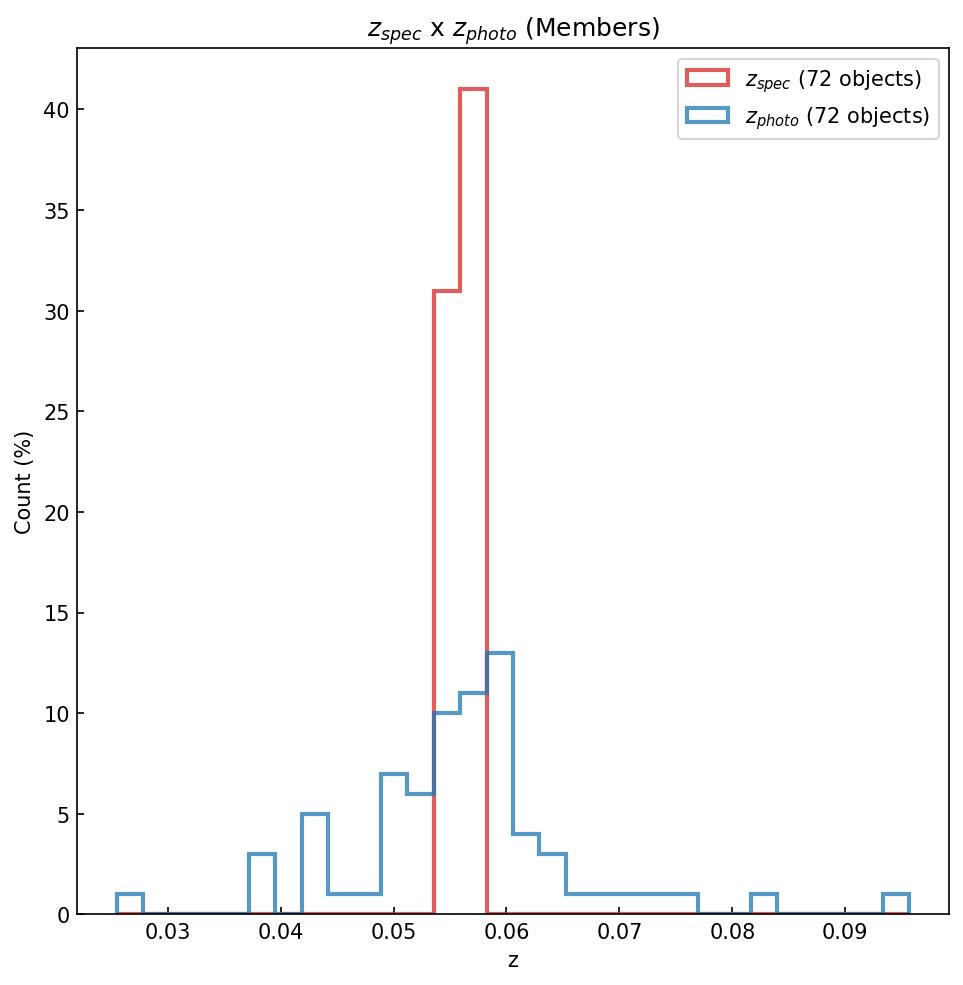 z_spec x z_photo (Members)
z_spec (72 objects)
z_photo (72 objects)
40
35
30
25
20
15
10
5
0
Count (%)
0.03 0.04 0.05 0.06 0.07 0.08 0.09
z